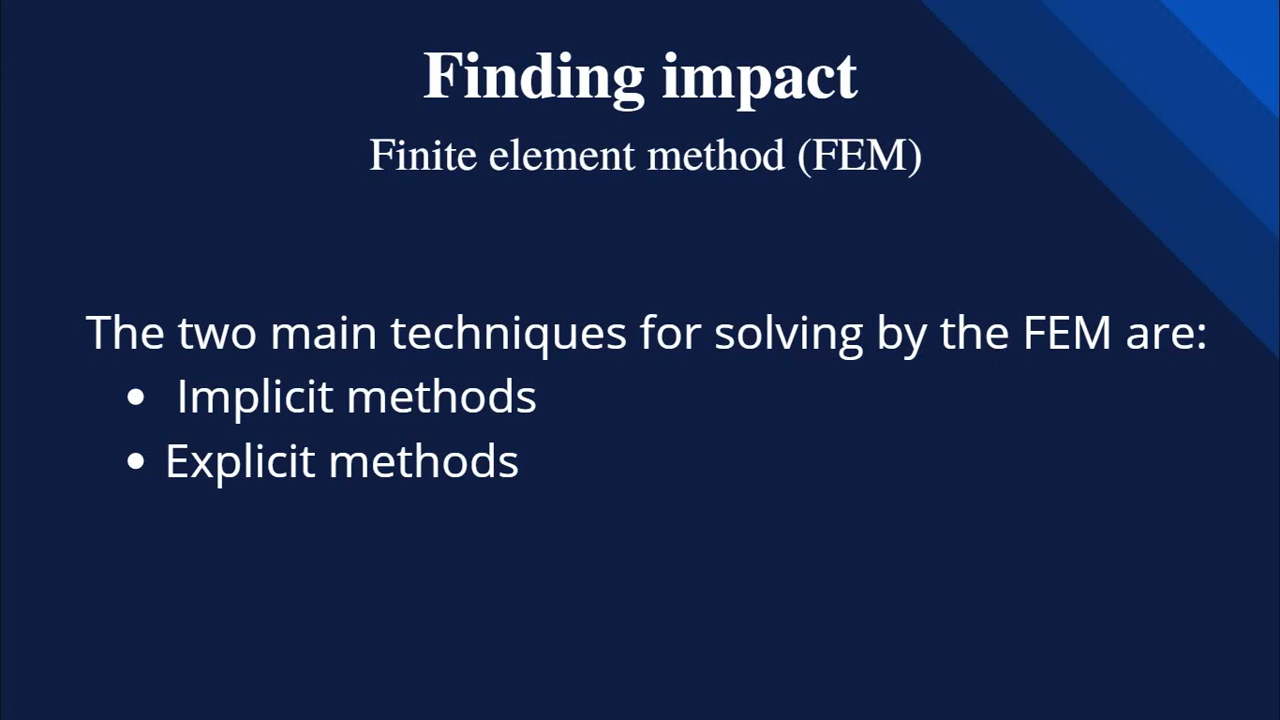 Finding impact
Finite element method (FEM)
The two main techniques for solving by the FEM are:
• Implicit methods
• Explicit methods